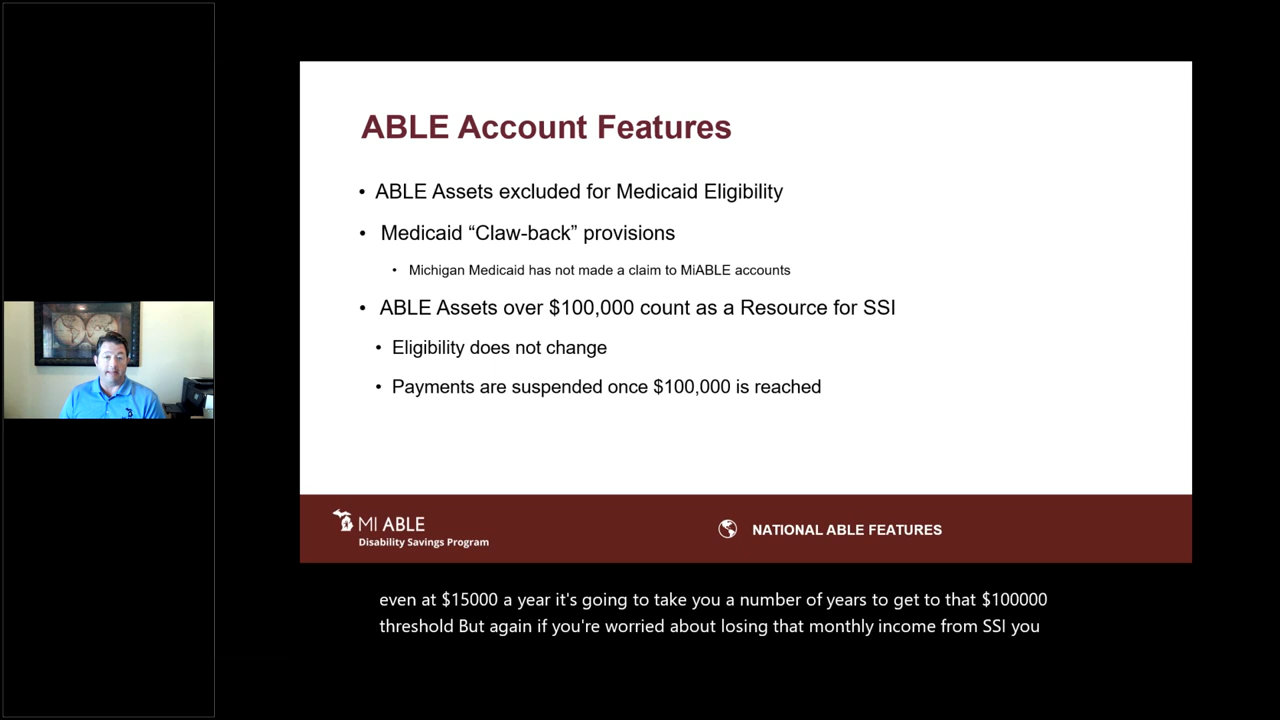 ABLE Account Features
• ABLE Assets excluded for Medicaid Eligibility
• Medicaid “Claw-back” provisions
• Michigan Medicaid has not made a claim to MiABLE accounts
• ABLE Assets over $100,000 count as a Resource for SSI
• Eligibility does not change
• Payments are suspended once $100,000 is reached
MI ABLE
Disability Savings Program
NATIONAL ABLE FEATURES
even at $15000 a year it's going to take you a number of years to get to that $100000
threshold But again if you're worried about losing that monthly income from SSI you